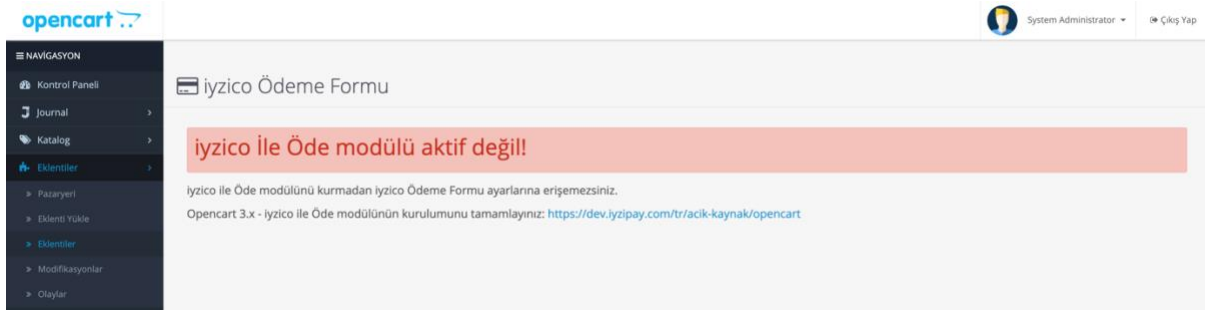 opencart
System Administrator
Çıkış Yap
NAVİGASYON
Kontrol Paneli
iyzico Ödeme Formu
Journal
Katalog
iyzico İle Öde modülü aktif değil!
Eklentiler
Pazaryeri
iyzico ile Öde modülünü kurmadan iyzico Ödeme Formu ayarlarına erişemezsiniz.
Eklenti Yükle
Opencart 3.x - iyzico ile Öde modülünün kurulumunu tamamlayınız: https://dev.iyzipay.com/tr/acik-kaynak/opencart
Eklentiler
Modifikasyonlar
Olaylar